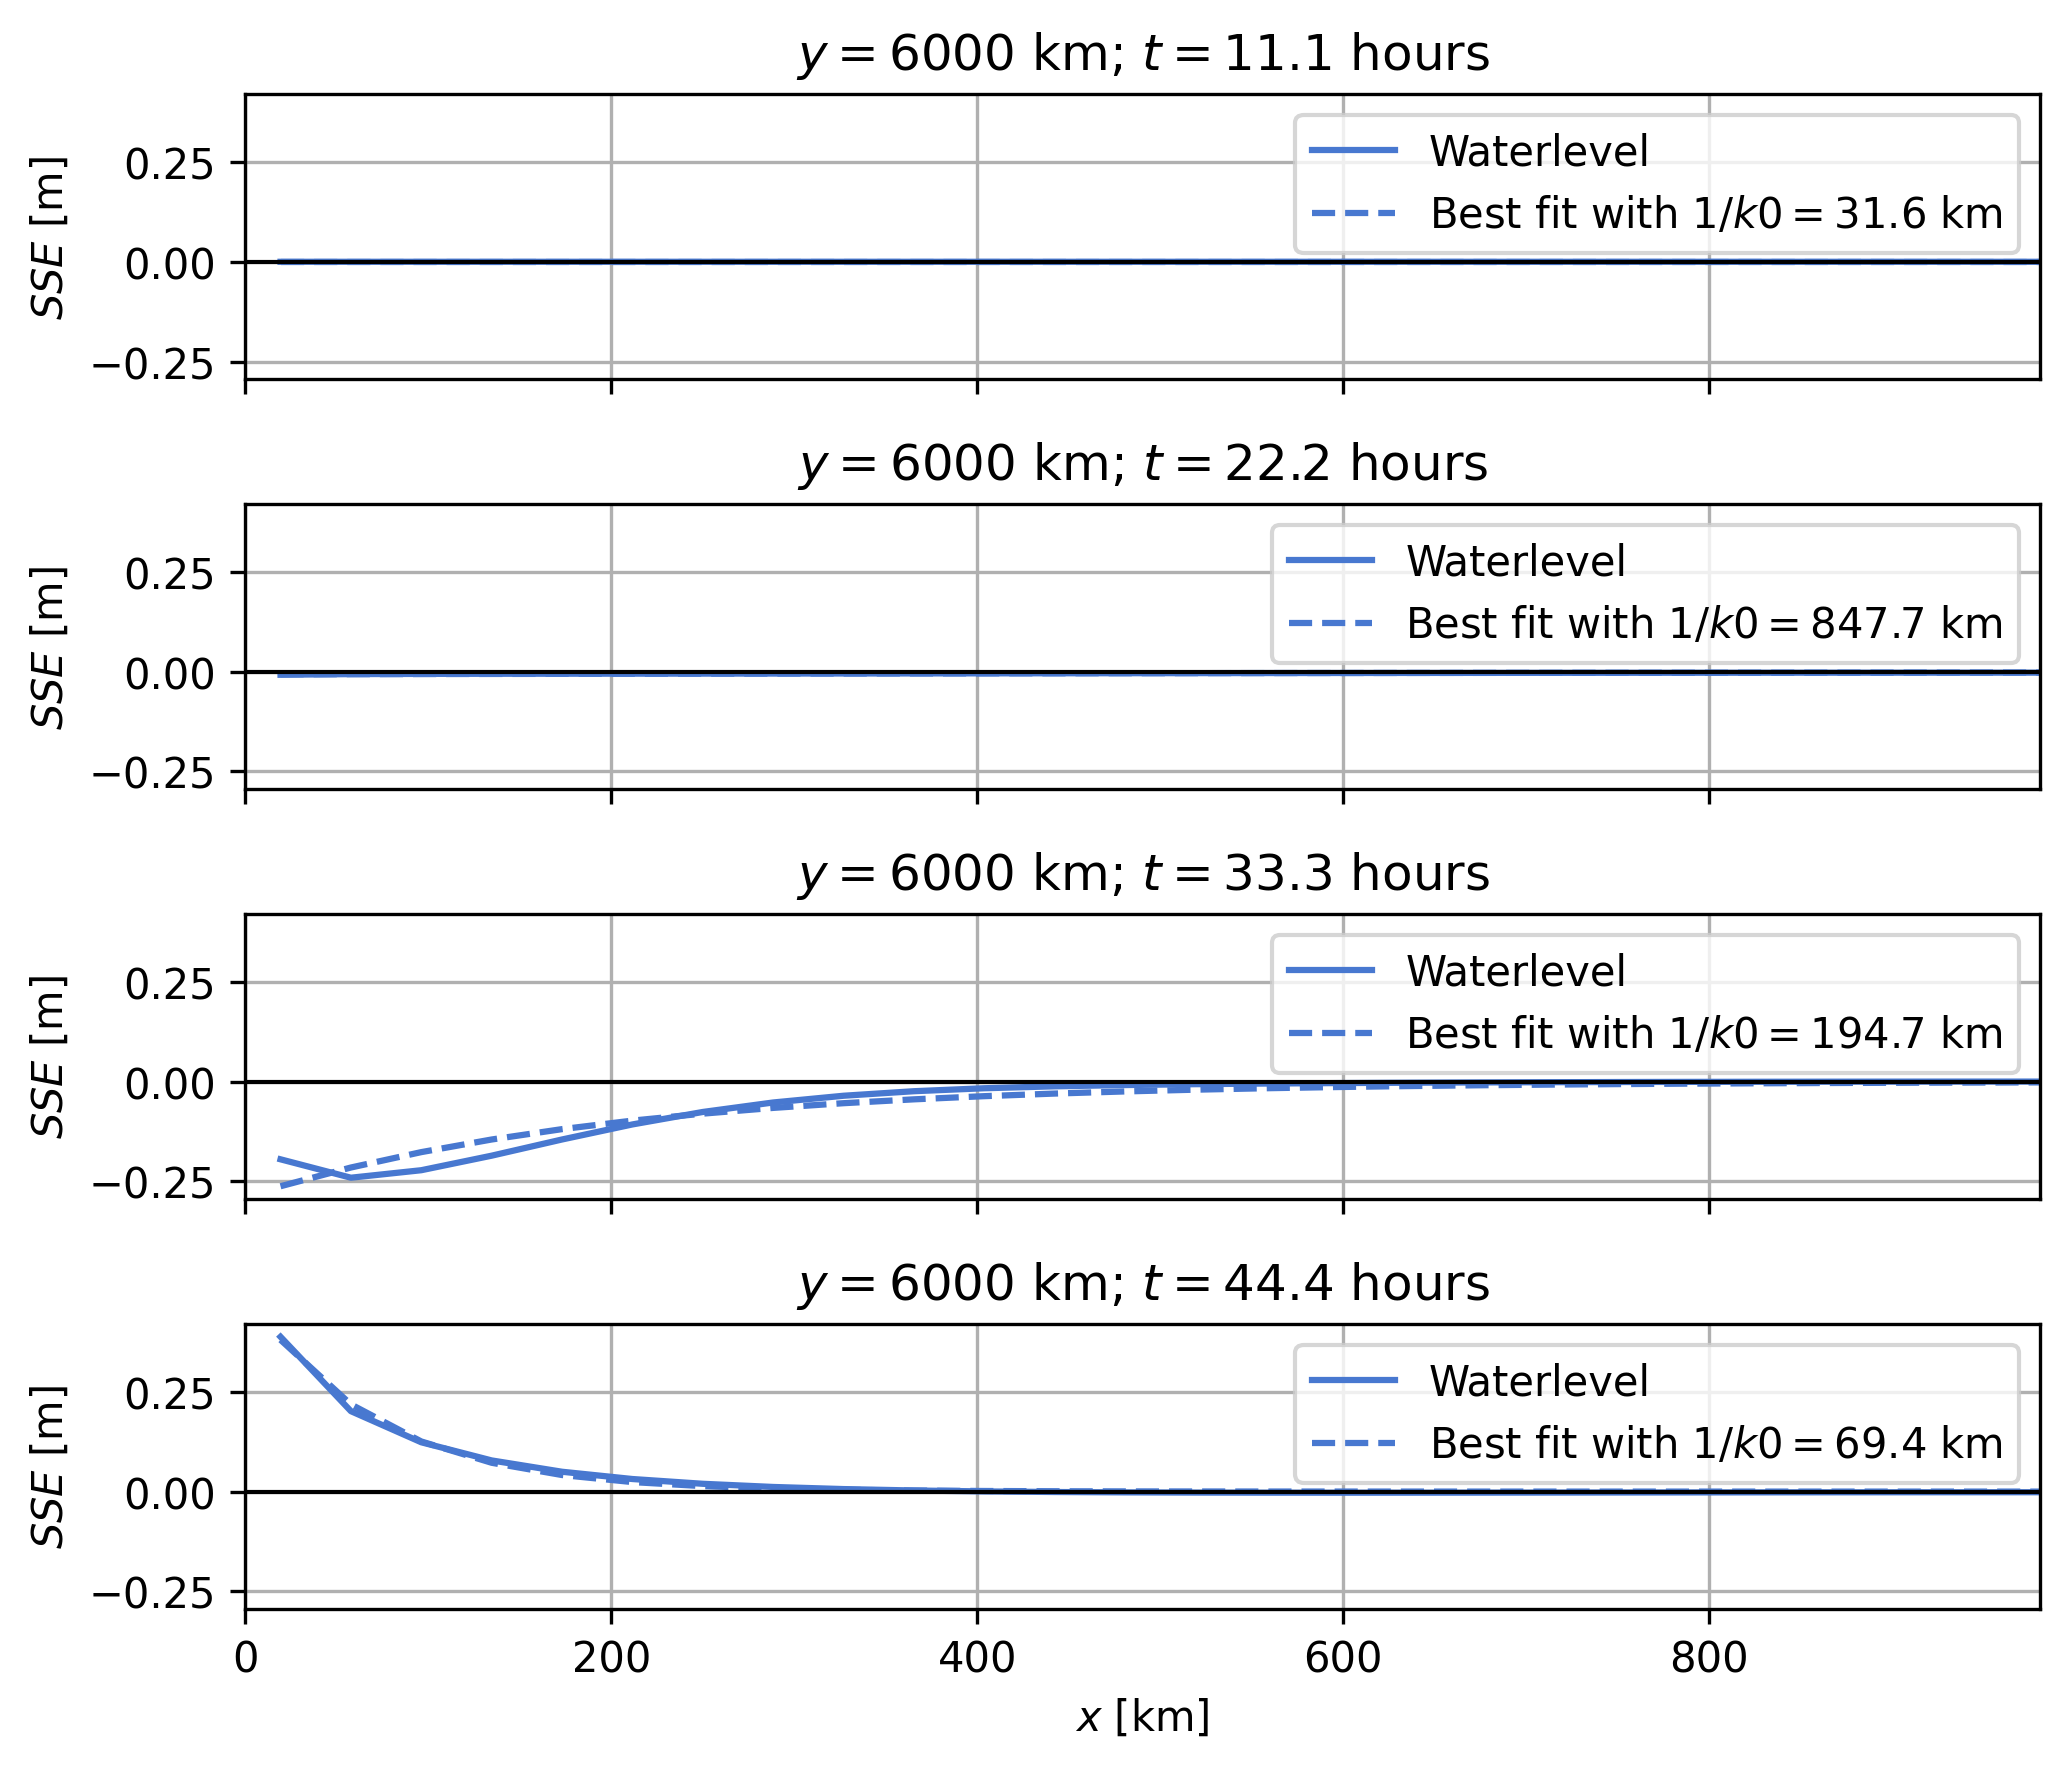 y = 6000 km; t = 11.1 hours
SSE [m]
0.25
0.00
−0.25
Waterlevel
Best fit with 1/k0 = 31.6 km
y = 6000 km; t = 22.2 hours
SSE [m]
0.25
0.00
−0.25
Waterlevel
Best fit with 1/k0 = 847.7 km
y = 6000 km; t = 33.3 hours
SSE [m]
0.25
0.00
−0.25
Waterlevel
Best fit with 1/k0 = 194.7 km
y = 6000 km; t = 44.4 hours
SSE [m]
0.25
0.00
−0.25
Waterlevel
Best fit with 1/k0 = 69.4 km
0 200 400 600 800
x [km]